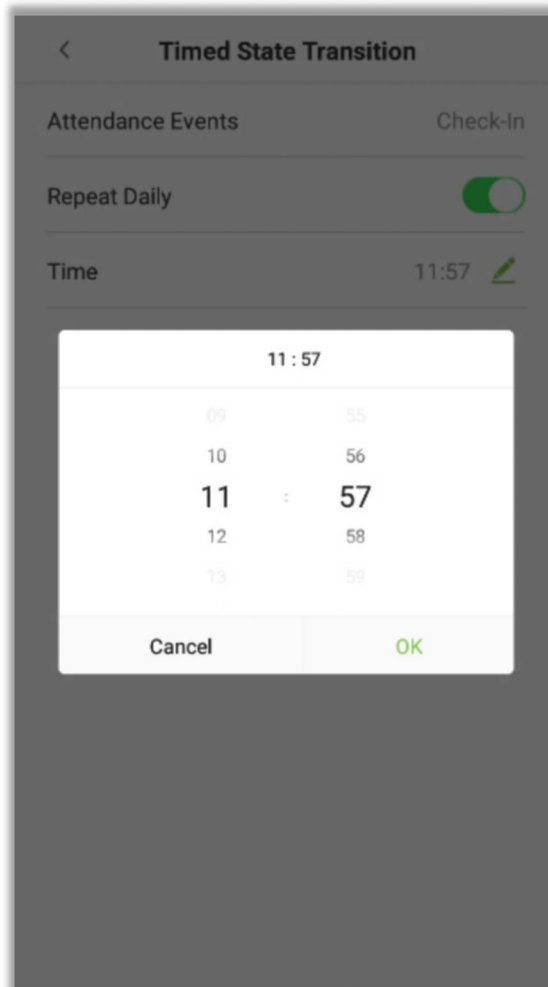 Timed State Transition
Attendance Events Check-In
Repeat Daily
Time 11:57
11 : 57
09 55
10 56
11 : 57
12 58
13 59
Cancel OK